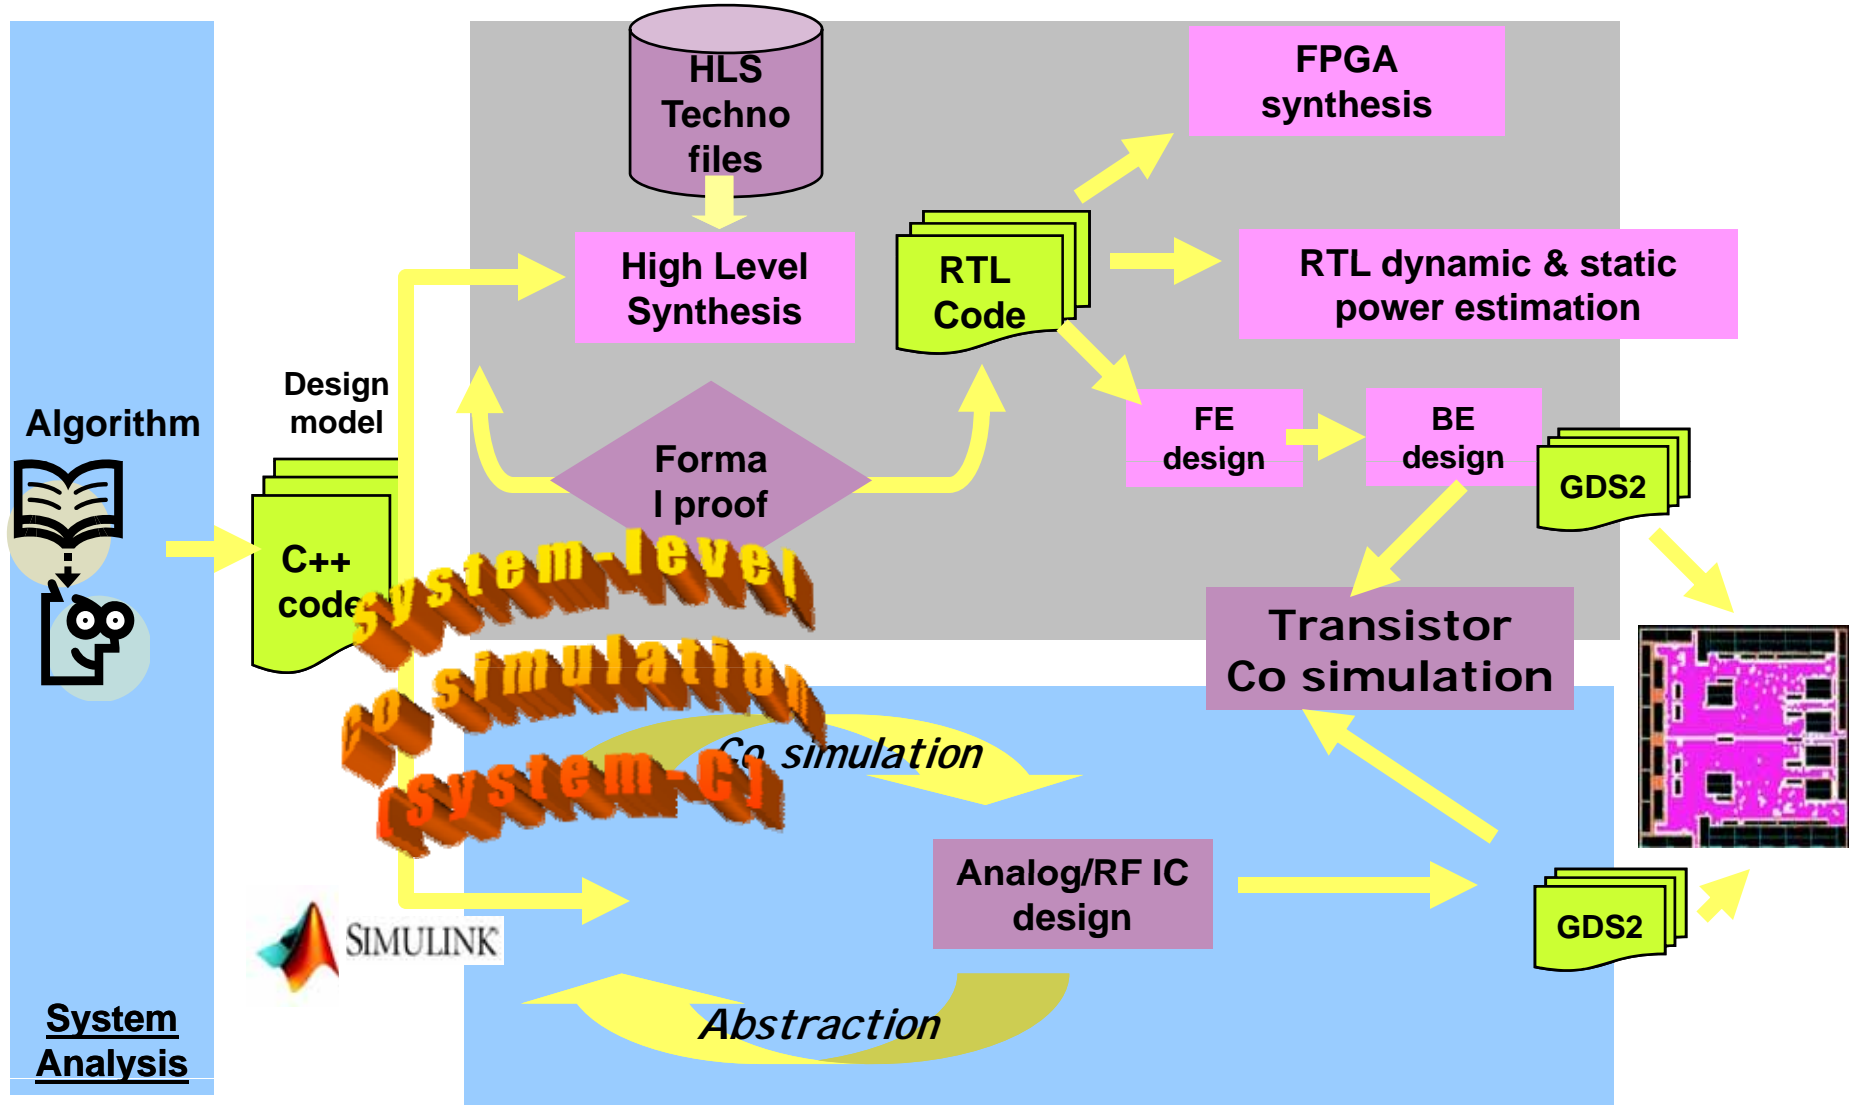 HLS
Techno
files
FPGA
synthesis
High Level
Synthesis
RTL
Code
RTL dynamic & static
power estimation
Design
model
Algorithm
Forma
l proof
FE
design
BE
design
GDS2
C++
code
system-level
co simulation
(system-C)
Transistor
Co simulation
Co simulation
Analog/RF IC
design
GDS2
SIMULINK
Abstraction
System
Analysis